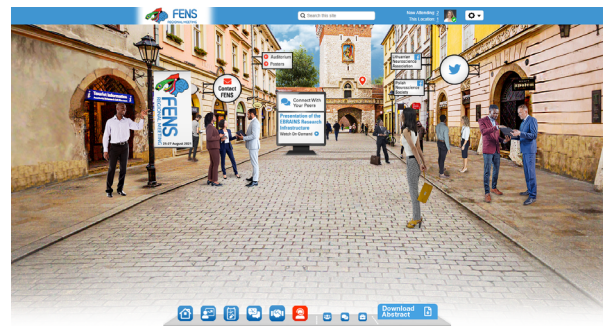 FENS
REGIONAL MEETING
Search this site
Now Attending
This Location
Auditorium
Posters
Contact
FENS
Lithuanian
Neuroscience
Association
Polish
Neuroscience
Society
Tourist Information
FENS
REGIONAL MEETING
25-27 August 2021
Connect With
Your Peers
Presentation of the
EBRAINS Research
Infrastructure
Watch On Demand
Download
Abstract